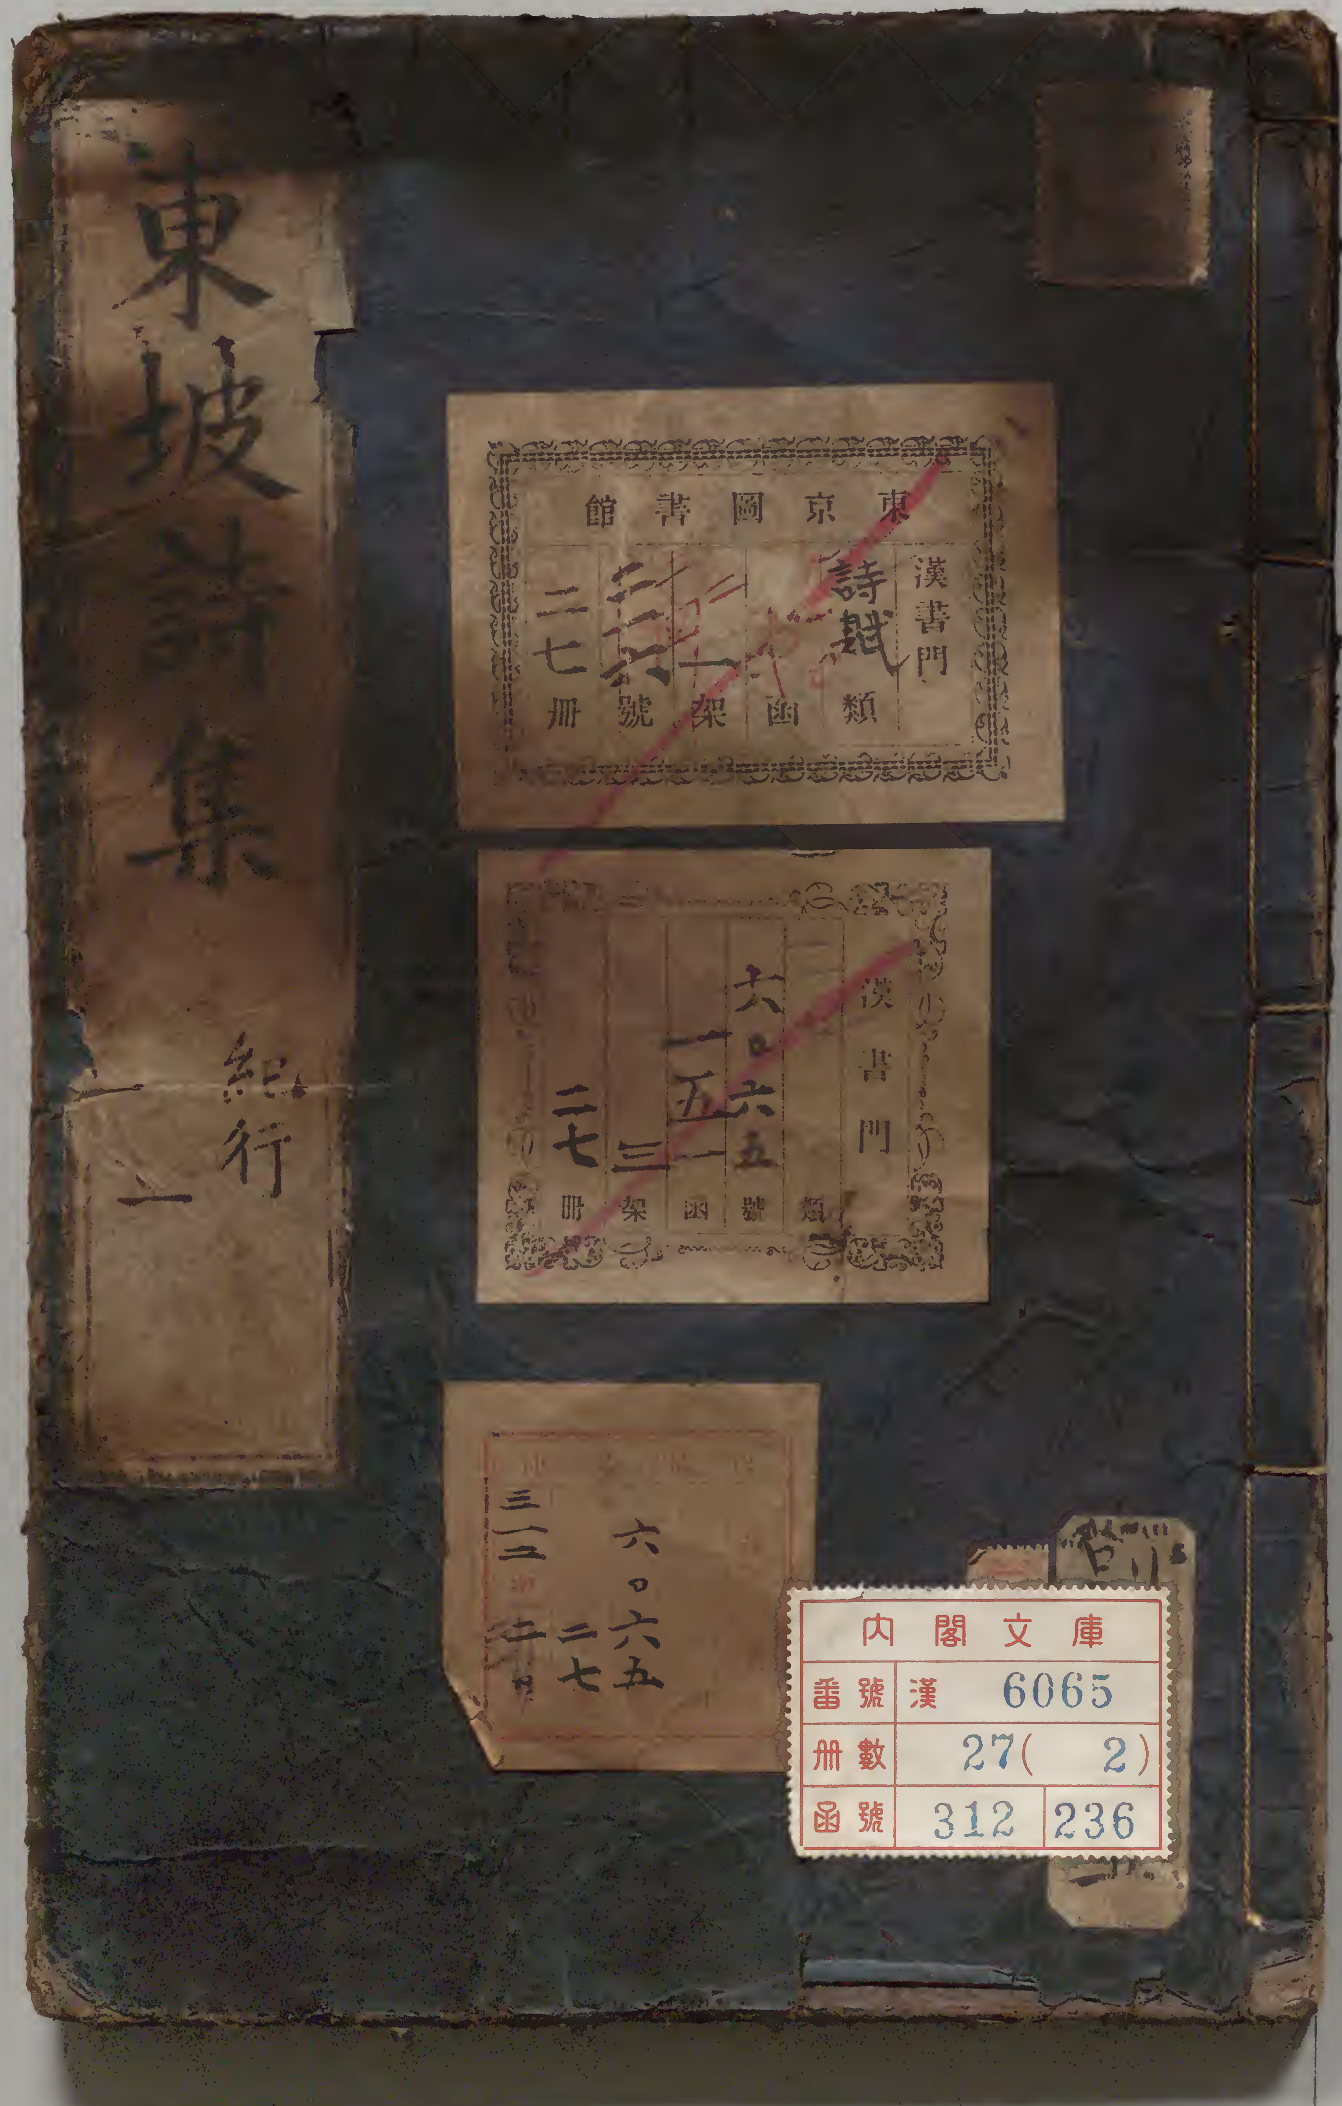 東坡詩集
紀行
一
東京圖書館
漢書門
詩賦類
函
一架
號
二七冊
漢書門
類
六〇六五號
一五一函
三架
二七冊
六〇六五
二七
内閣文庫
番號 漢 6065
冊數 27( 2)
函號 312 236